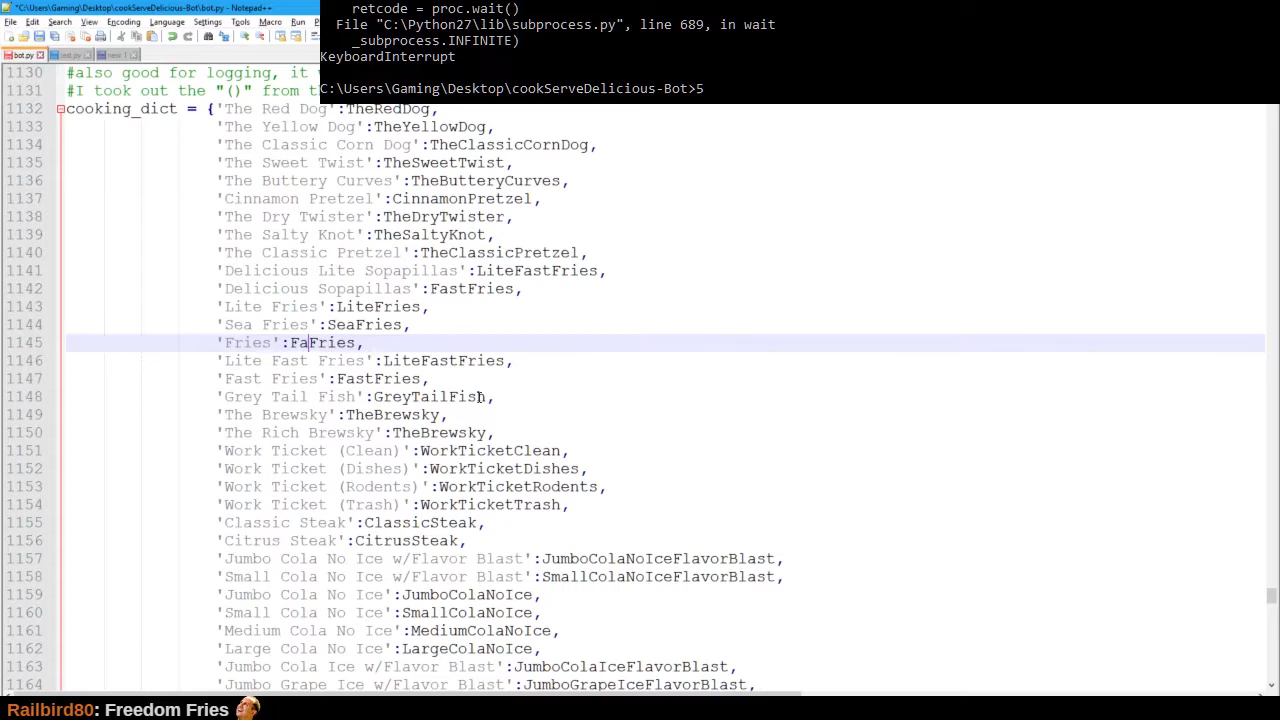 *C:\Users\Gaming\Desktop\cookServeDelicious-Bot\bot.py - Notepad++
File Edit Search View Encoding Language Settings Tools Macro Run
bot.py new 1
retcode = proc.wait()
File "C:\Python27\lib\subprocess.py", line 689, in wait
_subprocess.INFINITE)
KeyboardInterrupt
C:\Users\Gaming\Desktop\cookServeDelicious-Bot>5
1130 #also good for logging, it
1131 #I took out the "()" from
1132 cooking_dict = {'The Red Dog':TheRedDog,
1133 'The Yellow Dog':TheYellowDog,
1134 'The Classic Corn Dog':TheClassicCornDog,
1135 'The Sweet Twist':TheSweetTwist,
1136 'The Buttery Curves':TheButteryCurves,
1137 'Cinnamon Pretzel':CinnamonPretzel,
1138 'The Dry Twister':TheDryTwister,
1139 'The Salty Knot':TheSaltyKnot,
1140 'The Classic Pretzel':TheClassicPretzel,
1141 'Delicious Lite Sopapillas':LiteFastFries,
1142 'Delicious Sopapillas':FastFries,
1143 'Lite Fries':LiteFries,
1144 'Sea Fries':SeaFries,
1145 'Fries':FaFries,
1146 'Lite Fast Fries':LiteFastFries,
1147 'Fast Fries':FastFries,
1148 'Grey Tail Fish':GreyTailFish,
1149 'The Brewsky':TheBrewsky,
1150 'The Rich Brewsky':TheBrewsky,
1151 'Work Ticket (Clean)':WorkTicketClean,
1152 'Work Ticket (Dishes)':WorkTicketDishes,
1153 'Work Ticket (Rodents)':WorkTicketRodents,
1154 'Work Ticket (Trash)':WorkTicketTrash,
1155 'Classic Steak':ClassicSteak,
1156 'Citrus Steak':CitrusSteak,
1157 'Jumbo Cola No Ice w/Flavor Blast':JumboColaNoIceFlavorBlast,
1158 'Small Cola No Ice w/Flavor Blast':SmallColaNoIceFlavorBlast,
1159 'Jumbo Cola No Ice':JumboColaNoIce,
1160 'Small Cola No Ice':SmallColaNoIce,
1161 'Medium Cola No Ice':MediumColaNoIce,
1162 'Large Cola No Ice':LargeColaNoIce,
1163 'Jumbo Cola Ice w/Flavor Blast':JumboColaIceFlavorBlast,
1164 'Jumbo Grape Ice w/Flavor Blast':JumboGrapeIceFlavorBlast,
Railbird80: Freedom Fries